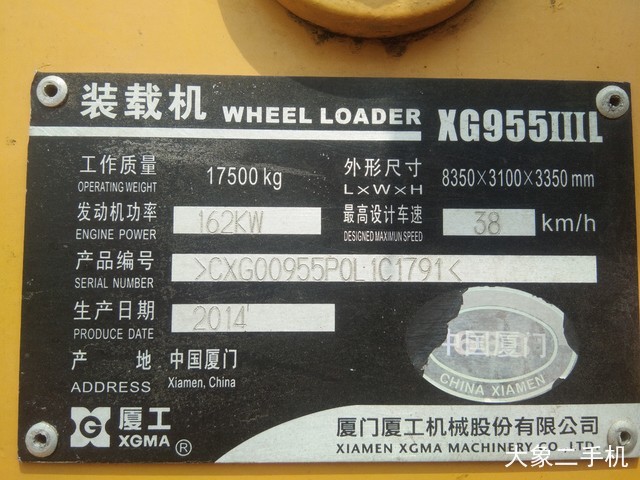 装载机 WHEEL LOADER XG955IIIL
工作质量 17500 kg 外形尺寸 8350×3100×3350 mm
OPERATING WEIGHT L×W×H
发动机功率 162KW 最高设计车速 38 km/h
ENGINE POWER DESIGNED MAXIMUN SPEED
产品编号 >CXG00955P0L1C1791<
SERIAL NUMBER
生产日期 2014
PRODUCE DATE
产 地 中国厦门
ADDRESS Xiamen, China
中国厦门
CHINA XIAMEN
G 厦工
XGMA ®
厦门厦工机械股份有限公司
XIAMEN XGMA MACHINERY CO., LTD.
大象二手机